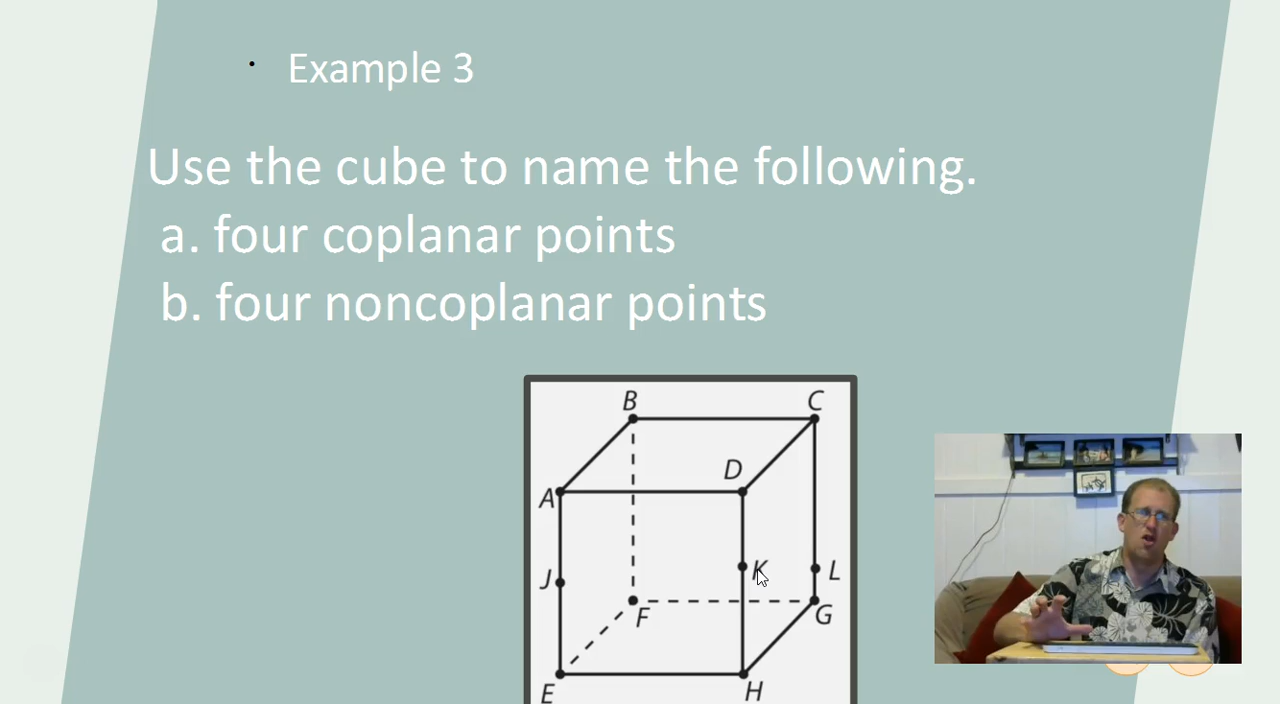 • Example 3
Use the cube to name the following.
a. four coplanar points
b. four noncoplanar points
B C
D
A
J K L
F G
E H